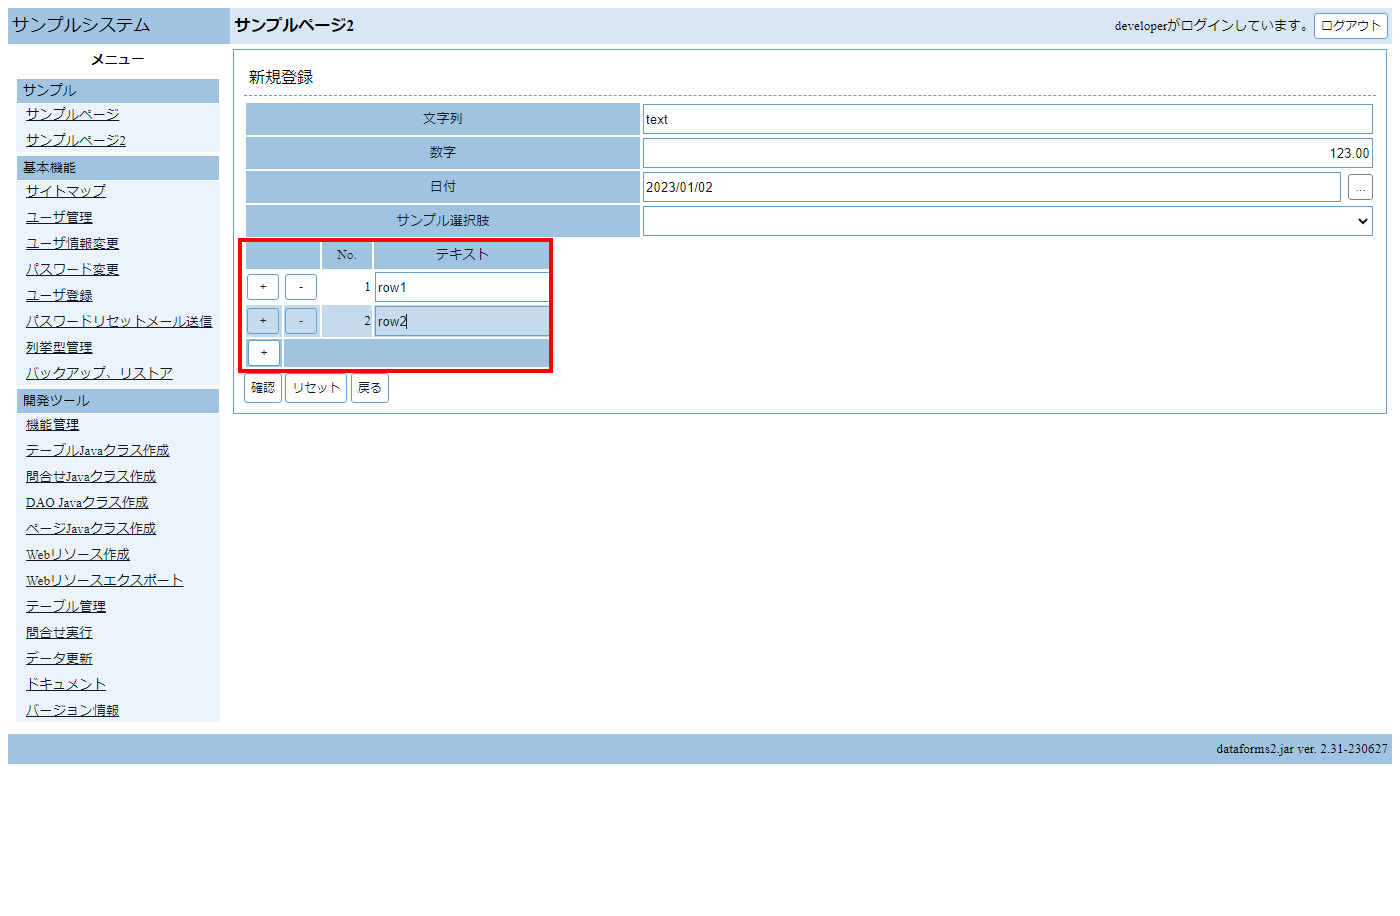 サンプルシステム
サンプルページ2
developerがログインしています。 ログアウト
メニュー
サンプル
サンプルページ
サンプルページ2
基本機能
サイトマップ
ユーザ管理
ユーザ情報変更
パスワード変更
ユーザ登録
パスワードリセットメール送信
列挙型管理
バックアップ、リストア
開発ツール
機能管理
テーブルJavaクラス作成
問合せJavaクラス作成
DAO Javaクラス作成
ページJavaクラス作成
Webリソース作成
Webリソースエクスポート
テーブル管理
問合せ実行
データ更新
ドキュメント
バージョン情報
新規登録
文字列 text
数字 123.00
日付 2023/01/02 ...
サンプル選択肢
No. テキスト
+ - 1 row1
+ - 2 row2
+
確認 リセット 戻る
dataforms2.jar ver. 2.31-230627